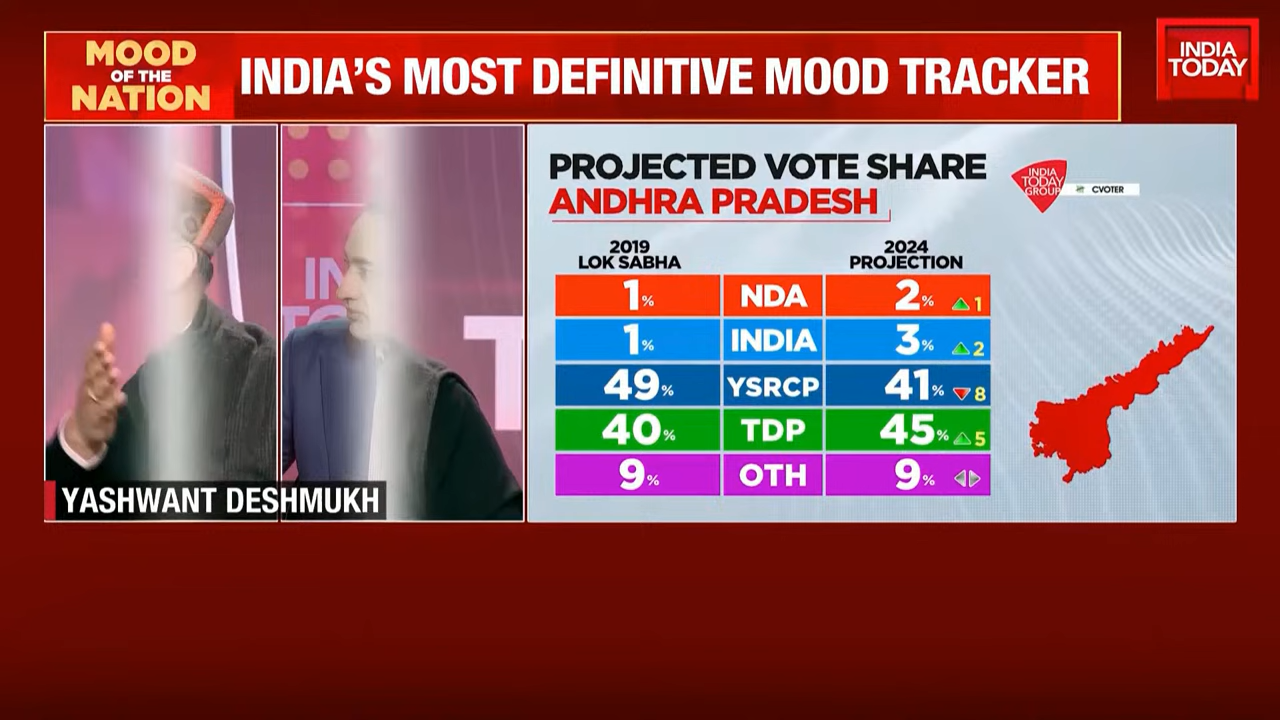 MOOD
OF THE
NATION
INDIA'S MOST DEFINITIVE MOOD TRACKER
INDIA
TODAY
IN
T
YASHWANT DESHMUKH
PROJECTED VOTE SHARE
ANDHRA PRADESH
INDIA
TODAY
GROUP
CVOTER
2019
LOK SABHA
2024
PROJECTION
1% NDA 2% 1
1% INDIA 3% 2
49% YSRCP 41% 8
40% TDP 45% 5
9% OTH 9%